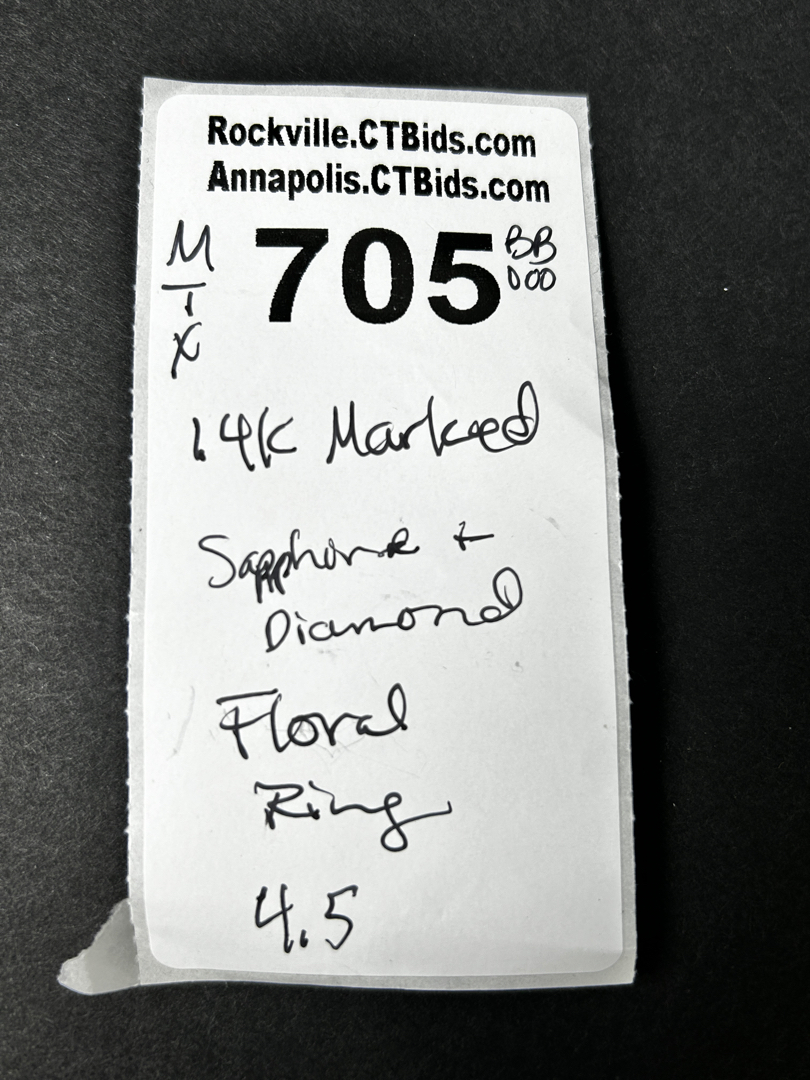 Rockville.CTBids.com
Annapolis.CTBids.com
M 705 BB
T 000
X
14K Marked
Sapphire +
Diamond
Floral
Ring
4.5